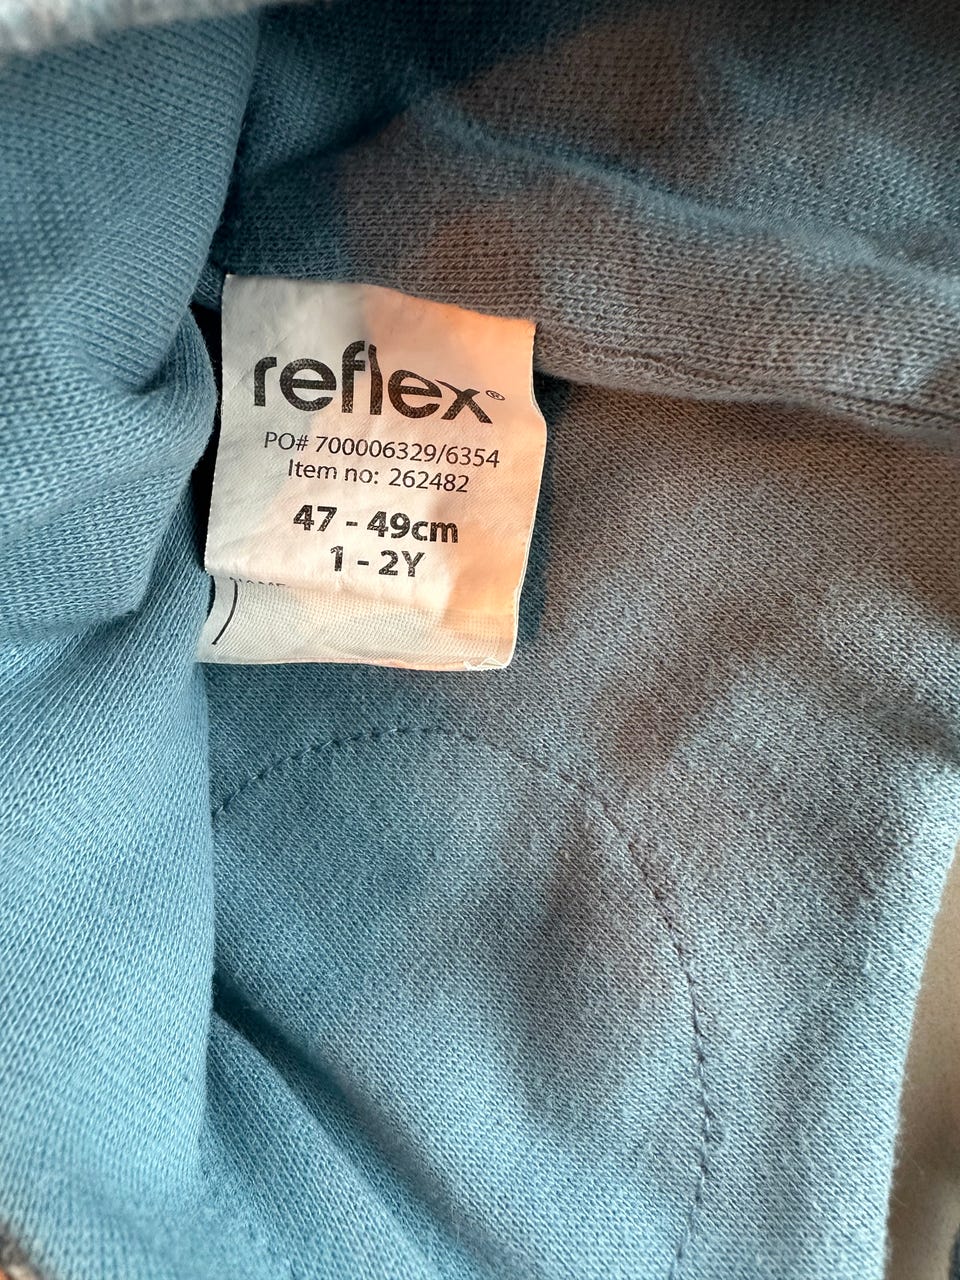 reflex®
PO# 700006329/6354
Item no: 262482
47 - 49cm
1 - 2Y